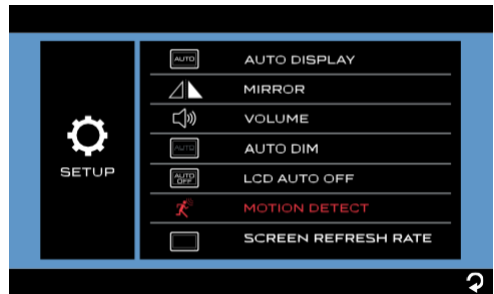 AUTO
AUTO DISPLAY
MIRROR
VOLUME
AUTO
AUTO DIM
SETUP
AUTO
OFF
LCD AUTO OFF
MOTION DETECT
SCREEN REFRESH RATE